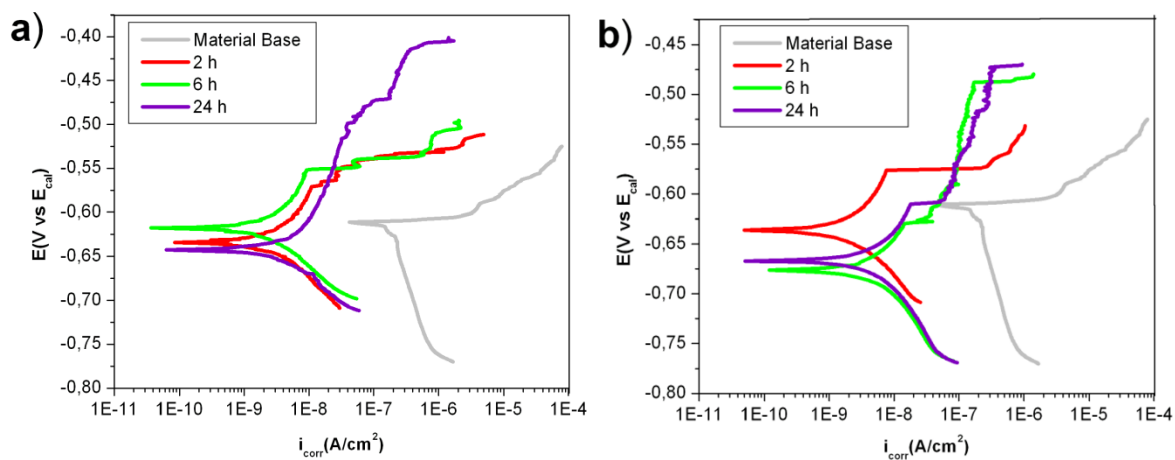 a)
E(V vs E_cal)
-0,40
-0,45
-0,50
-0,55
-0,60
-0,65
-0,70
-0,75
-0,80
Material Base
2 h
6 h
24 h
1E-11 1E-10 1E-9 1E-8 1E-7 1E-6 1E-5 1E-4
i_corr(A/cm²)
b)
E(V vs E_cal)
-0,45
-0,50
-0,55
-0,60
-0,65
-0,70
-0,75
-0,80
Material Base
2 h
6 h
24 h
1E-11 1E-10 1E-9 1E-8 1E-7 1E-6 1E-5 1E-4
i_corr(A/cm²)